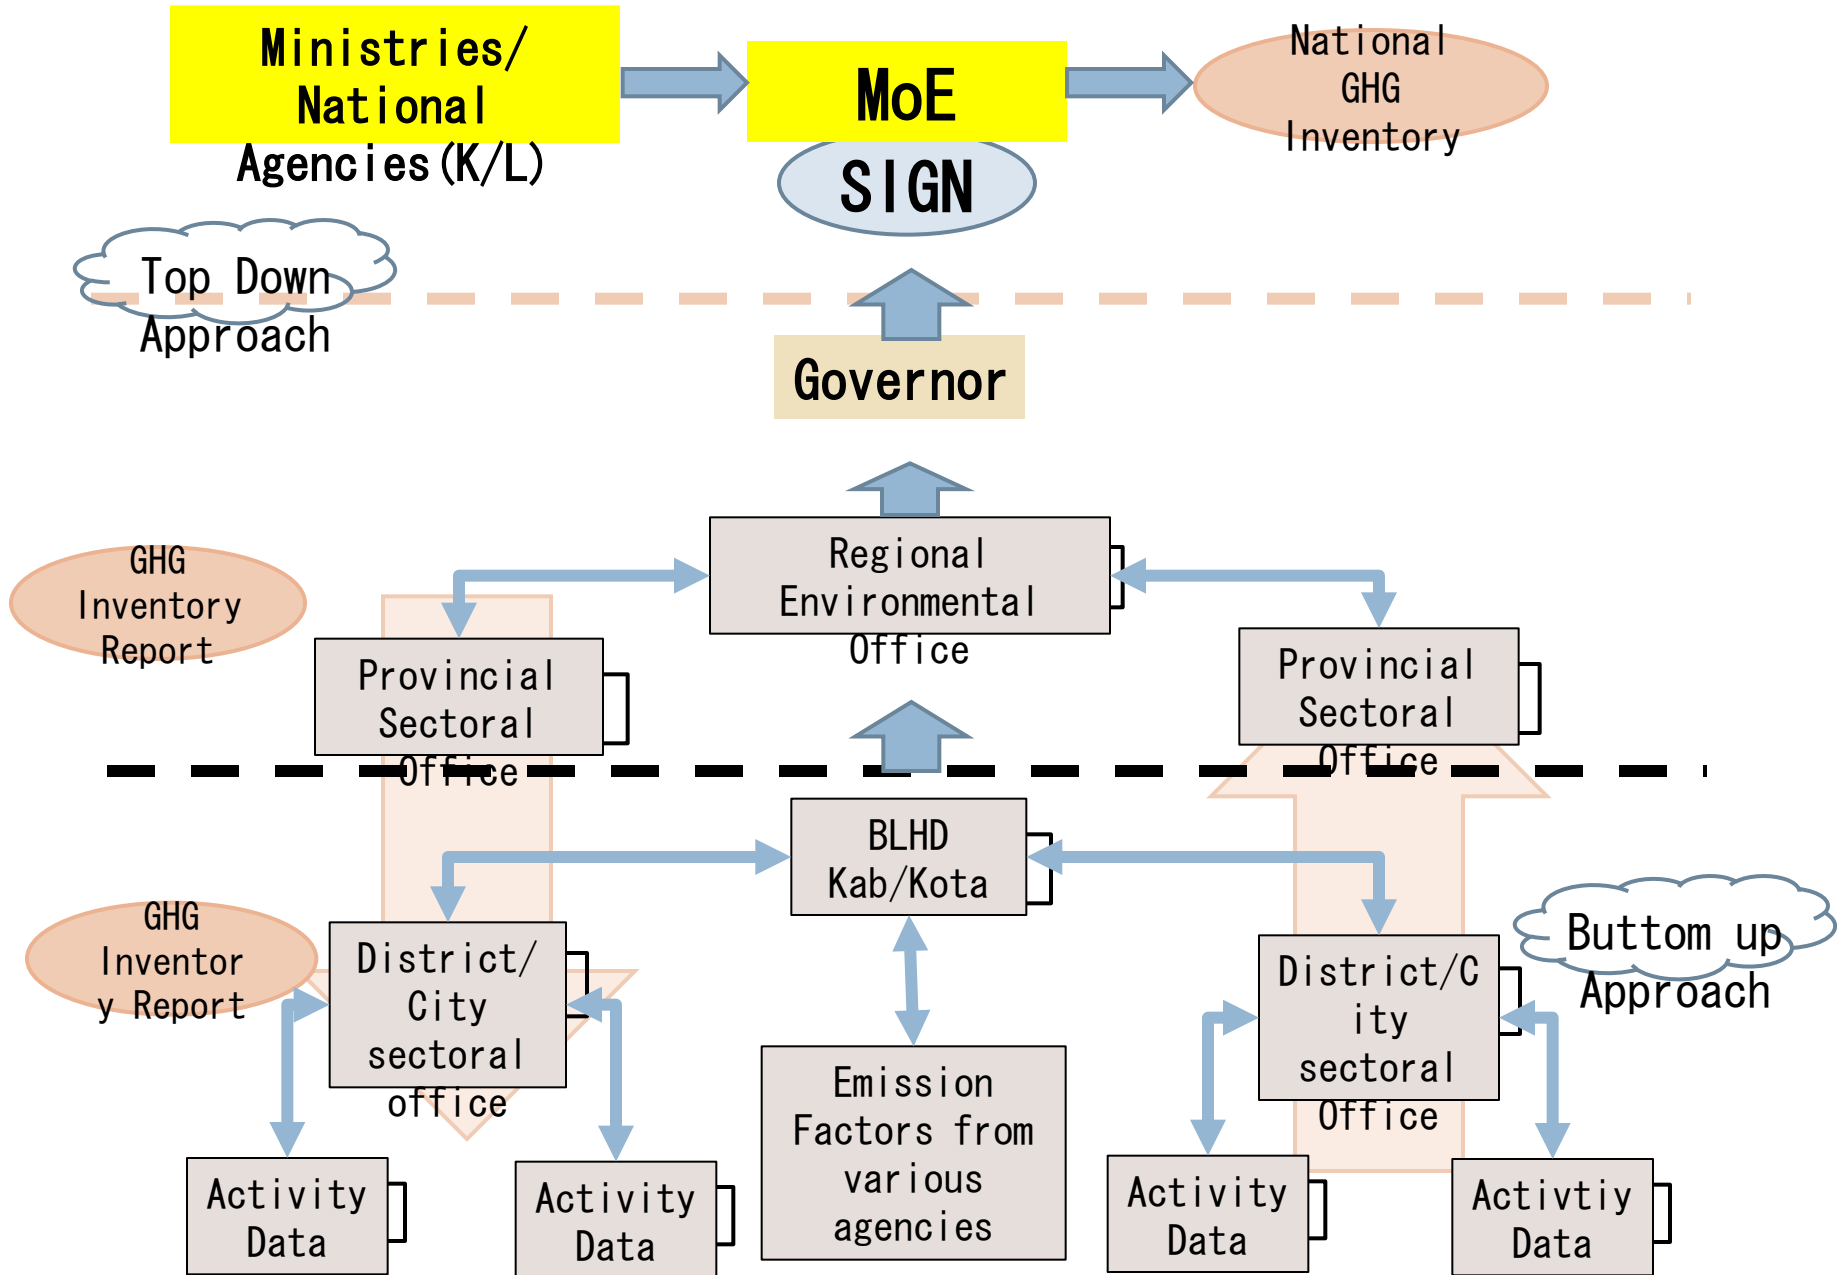 Ministries/
National
Agencies(K/L)
MoE
SIGN
National
GHG
Inventory
Top Down
Approach
Governor
GHG
Inventory
Report
Regional
Environmental
Office
Provincial
Sectoral
Office
Provincial
Sectoral
Office
BLHD
Kab/Kota
GHG
Inventor
y Report
District/
City
sectoral
office
District/C
ity
sectoral
Office
Buttom up
Approach
Emission
Factors from
various
agencies
Activity
Data
Activity
Data
Activity
Data
Activtiy
Data